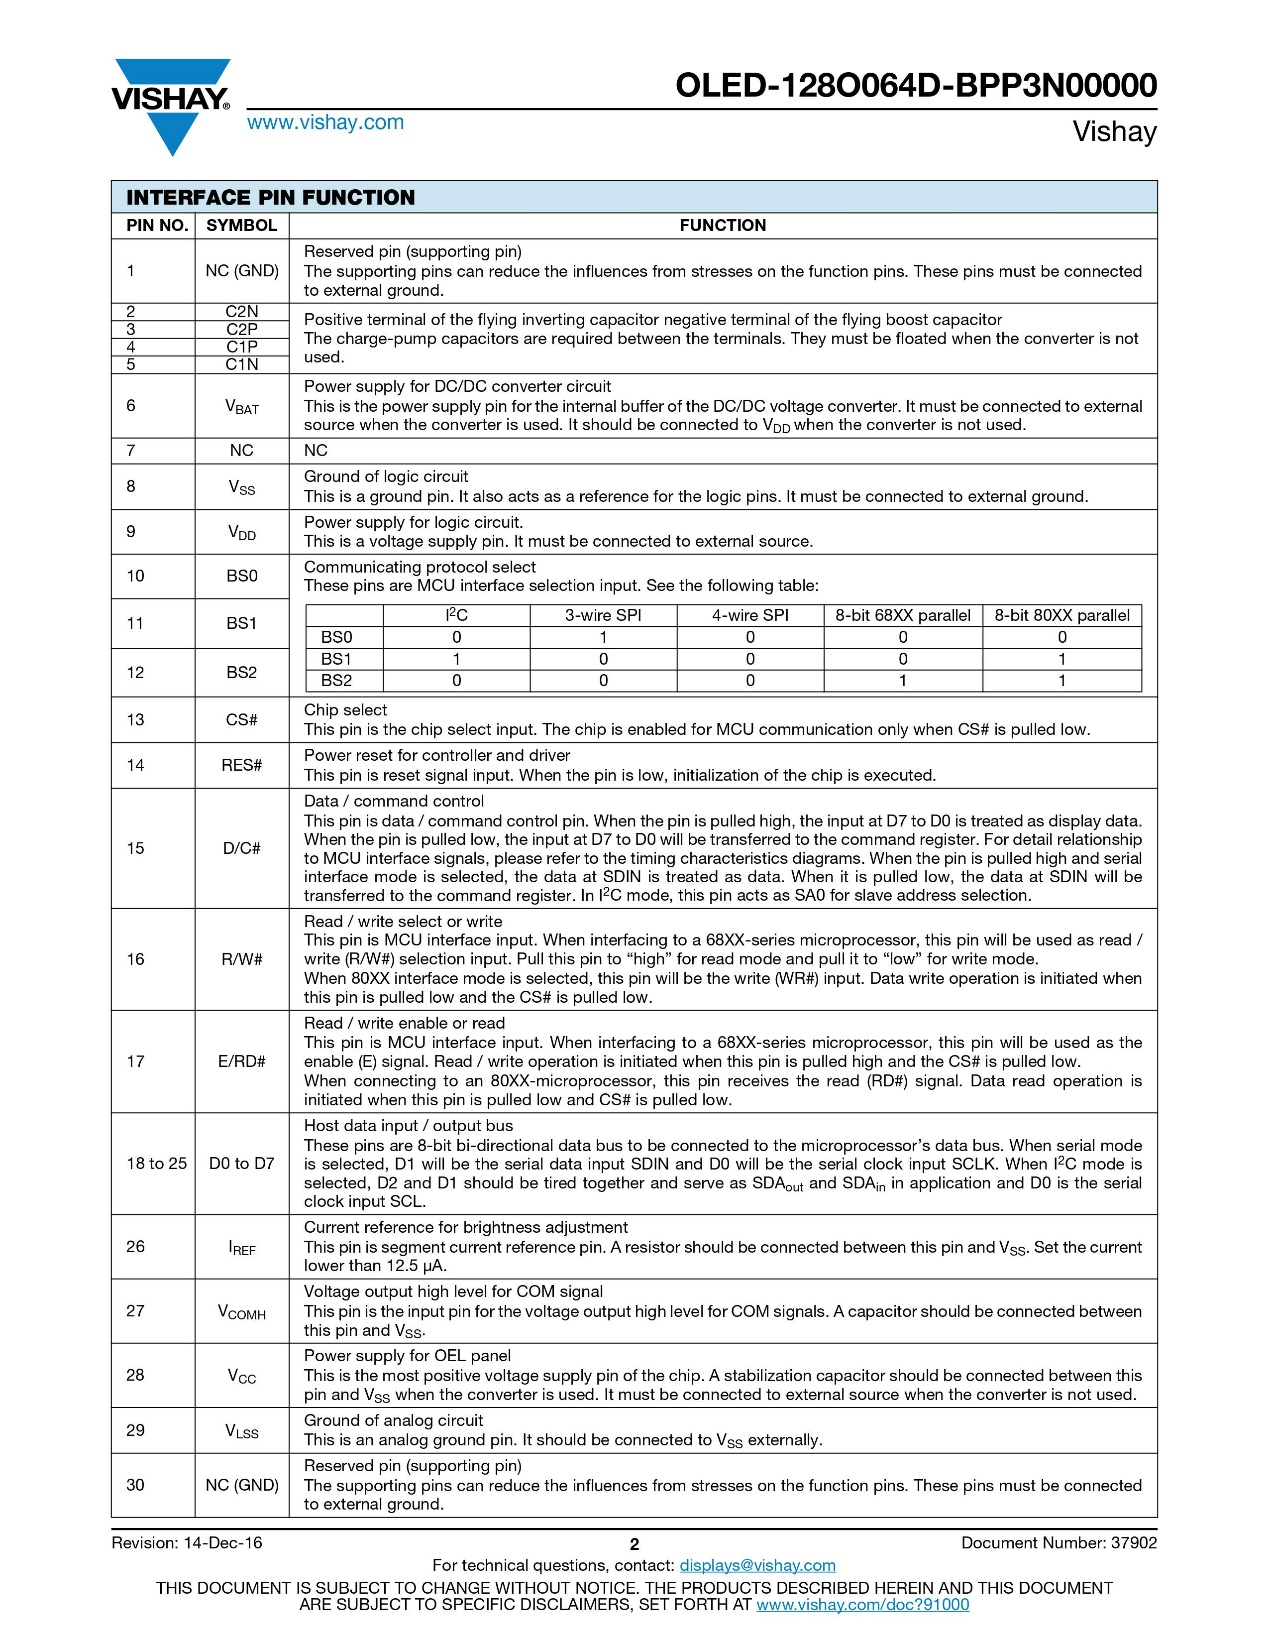 VISHAY®
OLED-128O064D-BPP3N00000
www.vishay.com
Vishay
INTERFACE PIN FUNCTION
PIN NO. SYMBOL FUNCTION
1 NC (GND) Reserved pin (supporting pin)
The supporting pins can reduce the influences from stresses on the function pins. These pins must be connected
to external ground.
2 C2N
3 C2P
4 C1P
5 C1N
Positive terminal of the flying inverting capacitor negative terminal of the flying boost capacitor
The charge-pump capacitors are required between the terminals. They must be floated when the converter is not
used.
6 VBAT Power supply for DC/DC converter circuit
This is the power supply pin for the internal buffer of the DC/DC voltage converter. It must be connected to external
source when the converter is used. It should be connected to VDD when the converter is not used.
7 NC NC
8 VSS Ground of logic circuit
This is a ground pin. It also acts as a reference for the logic pins. It must be connected to external ground.
9 VDD Power supply for logic circuit.
This is a voltage supply pin. It must be connected to external source.
10 BS0
11 BS1
12 BS2
Communicating protocol select
These pins are MCU interface selection input. See the following table:
I2C 3-wire SPI 4-wire SPI 8-bit 68XX parallel 8-bit 80XX parallel
BS0 0 1 0 0 0
BS1 1 0 0 0 1
BS2 0 0 0 1 1
13 CS# Chip select
This pin is the chip select input. The chip is enabled for MCU communication only when CS# is pulled low.
14 RES# Power reset for controller and driver
This pin is reset signal input. When the pin is low, initialization of the chip is executed.
15 D/C# Data / command control
This pin is data / command control pin. When the pin is pulled high, the input at D7 to D0 is treated as display data.
When the pin is pulled low, the input at D7 to D0 will be transferred to the command register. For detail relationship
to MCU interface signals, please refer to the timing characteristics diagrams. When the pin is pulled high and serial
interface mode is selected, the data at SDIN is treated as data. When it is pulled low, the data at SDIN will be
transferred to the command register. In I2C mode, this pin acts as SA0 for slave address selection.
16 R/W# Read / write select or write
This pin is MCU interface input. When interfacing to a 68XX-series microprocessor, this pin will be used as read /
write (R/W#) selection input. Pull this pin to “high” for read mode and pull it to “low” for write mode.
When 80XX interface mode is selected, this pin will be the write (WR#) input. Data write operation is initiated when
this pin is pulled low and the CS# is pulled low.
17 E/RD# Read / write enable or read
This pin is MCU interface input. When interfacing to a 68XX-series microprocessor, this pin will be used as the
enable (E) signal. Read / write operation is initiated when this pin is pulled high and the CS# is pulled low.
When connecting to an 80XX-microprocessor, this pin receives the read (RD#) signal. Data read operation is
initiated when this pin is pulled low and CS# is pulled low.
18 to 25 D0 to D7 Host data input / output bus
These pins are 8-bit bi-directional data bus to be connected to the microprocessor’s data bus. When serial mode
is selected, D1 will be the serial data input SDIN and D0 will be the serial clock input SCLK. When I2C mode is
selected, D2 and D1 should be tired together and serve as SDAout and SDAin in application and D0 is the serial
clock input SCL.
26 IREF Current reference for brightness adjustment
This pin is segment current reference pin. A resistor should be connected between this pin and VSS. Set the current
lower than 12.5 µA.
27 VCOMH Voltage output high level for COM signal
This pin is the input pin for the voltage output high level for COM signals. A capacitor should be connected between
this pin and VSS.
28 VCC Power supply for OEL panel
This is the most positive voltage supply pin of the chip. A stabilization capacitor should be connected between this
pin and VSS when the converter is used. It must be connected to external source when the converter is not used.
29 VLSS Ground of analog circuit
This is an analog ground pin. It should be connected to VSS externally.
30 NC (GND) Reserved pin (supporting pin)
The supporting pins can reduce the influences from stresses on the function pins. These pins must be connected
to external ground.
Revision: 14-Dec-16 2 Document Number: 37902
For technical questions, contact: displays@vishay.com
THIS DOCUMENT IS SUBJECT TO CHANGE WITHOUT NOTICE. THE PRODUCTS DESCRIBED HEREIN AND THIS DOCUMENT
ARE SUBJECT TO SPECIFIC DISCLAIMERS, SET FORTH AT www.vishay.com/doc?91000